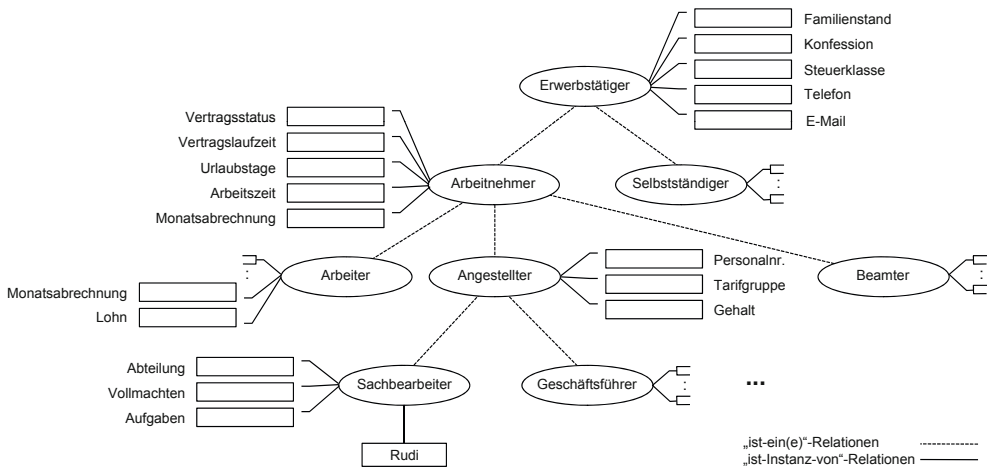 Familienstand
Konfession
Steuerklasse
Telefon
E-Mail
Erwerbstätiger
Vertragsstatus
Vertragslaufzeit
Urlaubstage
Arbeitszeit
Monatsabrechnung
Arbeitnehmer
Selbstständiger
Arbeiter
Monatsabrechnung
Lohn
Angestellter
Personalnr.
Tarifgruppe
Gehalt
Beamter
Abteilung
Vollmachten
Aufgaben
Sachbearbeiter
Geschäftsführer
...
Rudi
„ist-ein(e)“-Relationen
„ist-Instanz-von“-Relationen